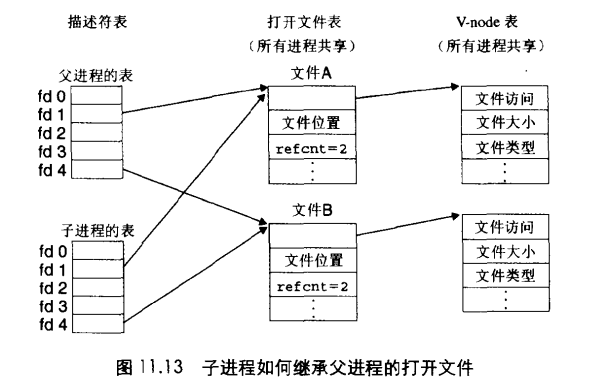 描述符表
打开文件表
(所有进程共享)
V-node 表
(所有进程共享)
父进程的表
fd 0
fd 1
fd 2
fd 3
fd 4
子进程的表
fd 0
fd 1
fd 2
fd 3
fd 4
文件A
文件位置
refcnt=2
文件B
文件位置
refcnt=2
文件访问
文件大小
文件类型
文件访问
文件大小
文件类型
图 11.13 子进程如何继承父进程的打开文件